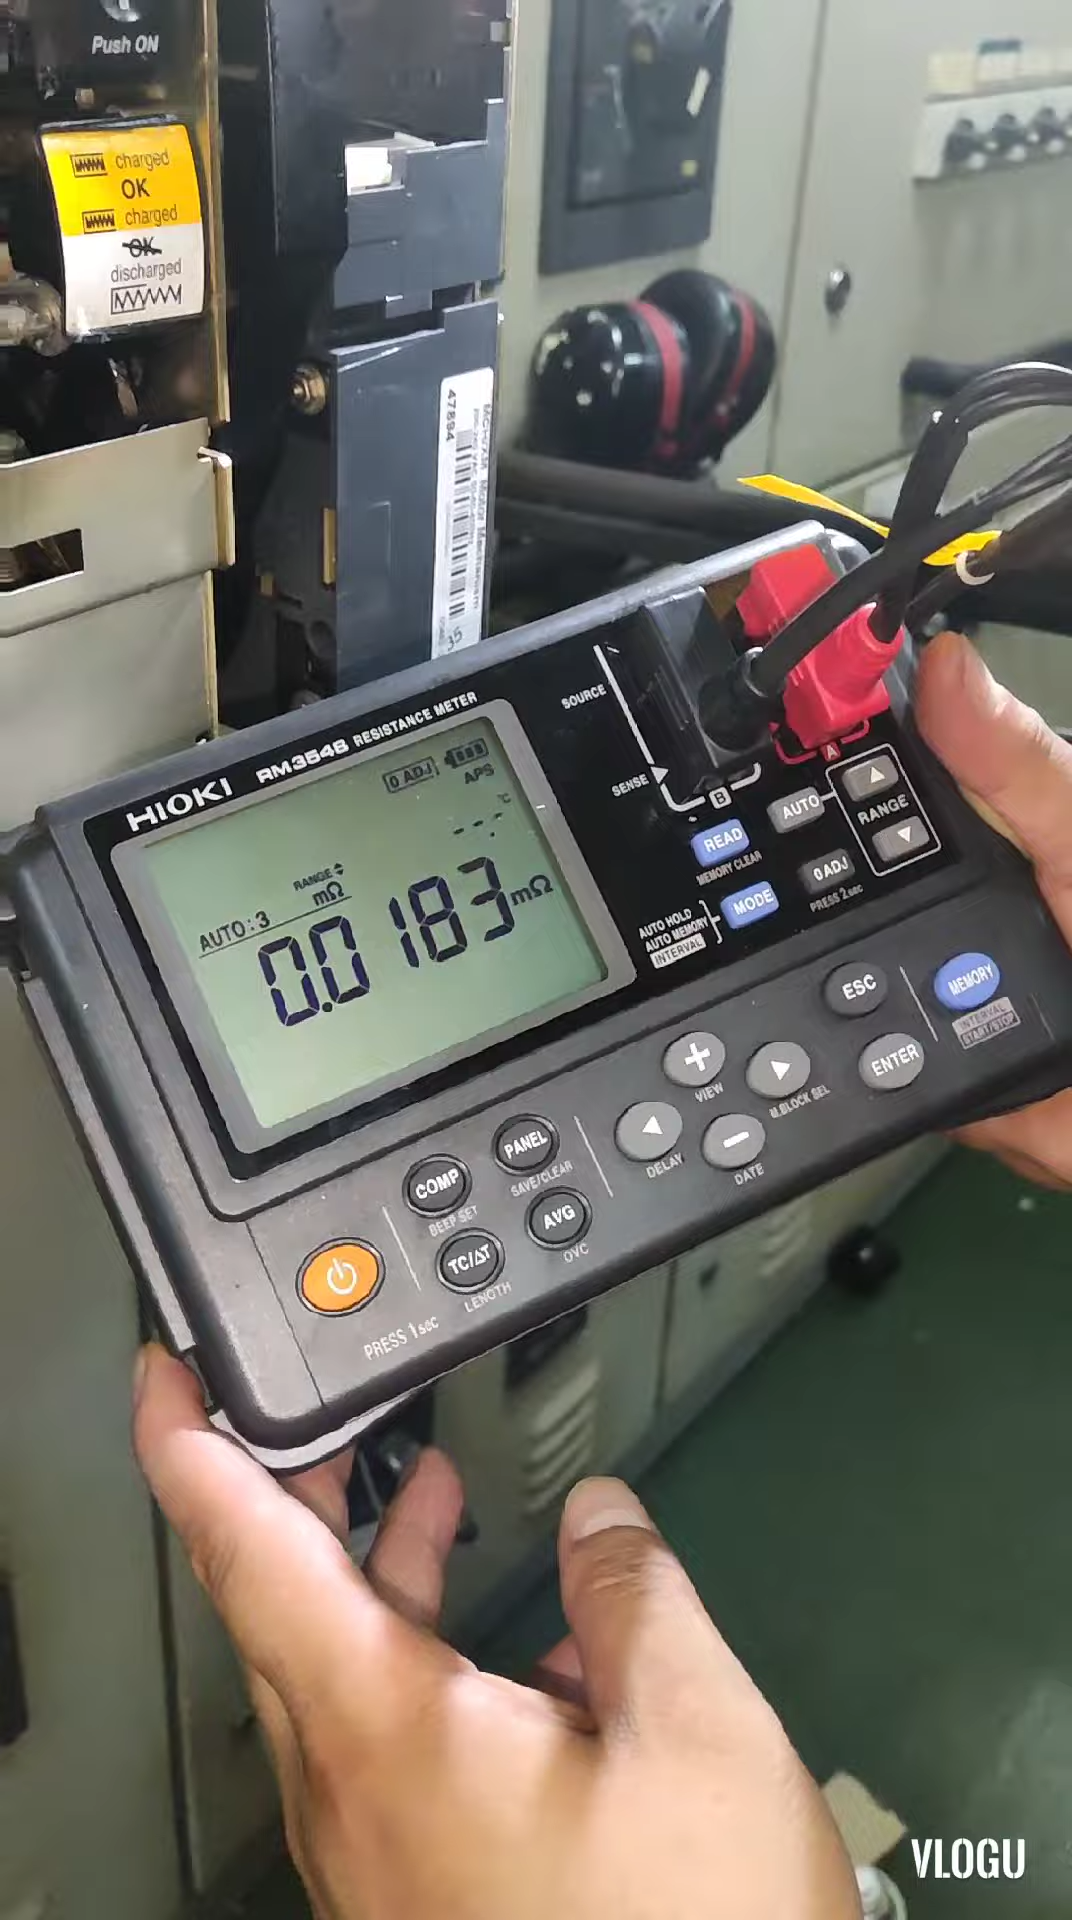 Push ON
charged
OK
charged
OK
discharged
47894
HIOKI
RM3548 RESISTANCE METER
0 ADJ
APS
--.-°C
RANGE
mΩ
AUTO:3
0.0183 mΩ
SOURCE
SENSE
B
A
READ
MEMORY CLEAR
AUTO
RANGE
0 ADJ
PRESS 2sec
MODE
AUTO HOLD
AUTO MEMORY
INTERVAL
ESC
MEMORY
INTERVAL
START/STOP
ENTER
+
VIEW
M.BLOCK SEL
DELAY
DATE
COMP
BEEP SET
PANEL
SAVE/CLEAR
TC/ΔT
LENGTH
AVG
OVC
PRESS 1sec
VLOGU